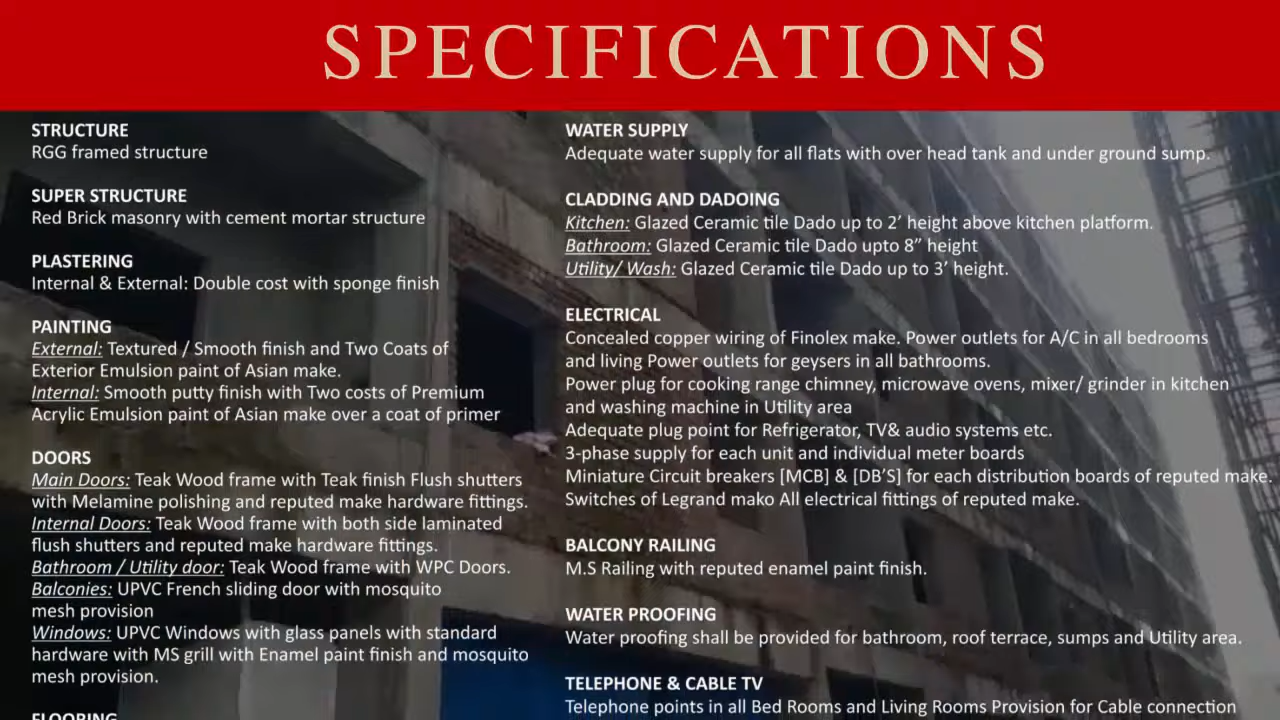 SPECIFICATIONS
STRUCTURE
RGG framed structure
SUPER STRUCTURE
Red Brick masonry with cement mortar structure
PLASTERING
Internal & External: Double cost with sponge finish
PAINTING
External: Textured / Smooth finish and Two Coats of
Exterior Emulsion paint of Asian make.
Internal: Smooth putty finish with Two costs of Premium
Acrylic Emulsion paint of Asian make over a coat of primer
DOORS
Main Doors: Teak Wood frame with Teak finish Flush shutters
with Melamine polishing and reputed make hardware fittings.
Internal Doors: Teak Wood frame with both side laminated
flush shutters and reputed make hardware fittings.
Bathroom / Utility door: Teak Wood frame with WPC Doors.
Balconies: UPVC French sliding door with mosquito
mesh provision
Windows: UPVC Windows with glass panels with standard
hardware with MS grill with Enamel paint finish and mosquito
mesh provision.
FLOORING
WATER SUPPLY
Adequate water supply for all flats with over head tank and under ground sump.
CLADDING AND DADOING
Kitchen: Glazed Ceramic tile Dado up to 2’ height above kitchen platform.
Bathroom: Glazed Ceramic tile Dado upto 8” height
Utility/ Wash: Glazed Ceramic tile Dado up to 3’ height.
ELECTRICAL
Concealed copper wiring of Finolex make. Power outlets for A/C in all bedrooms
and living Power outlets for geysers in all bathrooms.
Power plug for cooking range chimney, microwave ovens, mixer/ grinder in kitchen
and washing machine in Utility area
Adequate plug point for Refrigerator, TV& audio systems etc.
3-phase supply for each unit and individual meter boards
Miniature Circuit breakers [MCB] & [DB’S] for each distribution boards of reputed make.
Switches of Legrand mako All electrical fittings of reputed make.
BALCONY RAILING
M.S Railing with reputed enamel paint finish.
WATER PROOFING
Water proofing shall be provided for bathroom, roof terrace, sumps and Utility area.
TELEPHONE & CABLE TV
Telephone points in all Bed Rooms and Living Rooms Provision for Cable connection